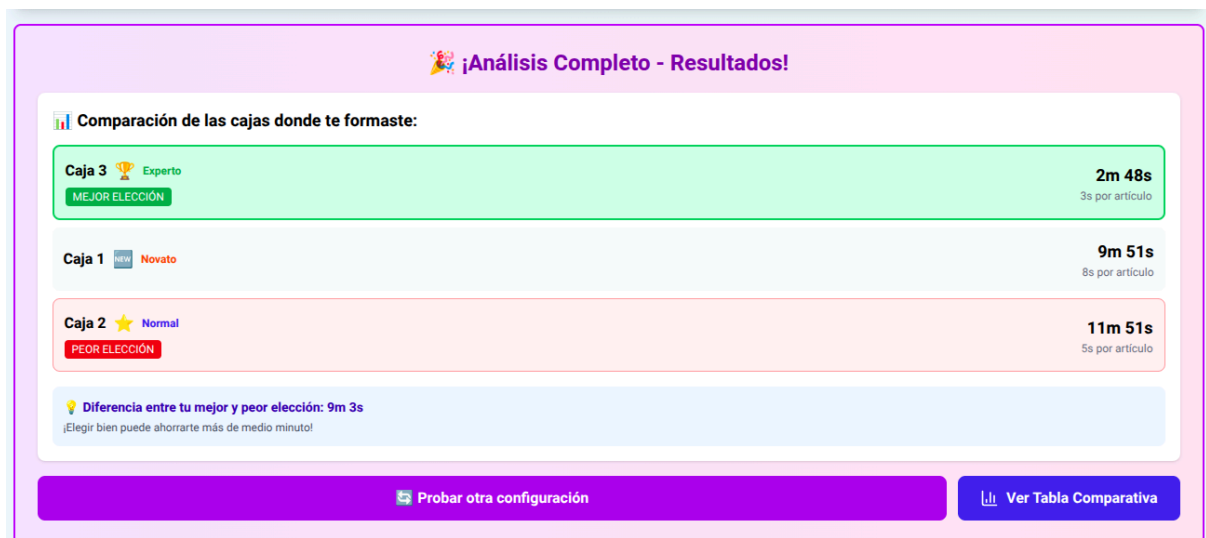 🎉 ¡Análisis Completo - Resultados!
📊 Comparación de las cajas donde te formaste:
Caja 3 🏆 Experto
MEJOR ELECCIÓN
2m 48s
3s por artículo
Caja 1 🆕 Novato
9m 51s
8s por artículo
Caja 2 ⭐ Normal
PEOR ELECCIÓN
11m 51s
5s por artículo
💡 Diferencia entre tu mejor y peor elección: 9m 3s
¡Elegir bien puede ahorrarte más de medio minuto!
🔄 Probar otra configuración
Ver Tabla Comparativa